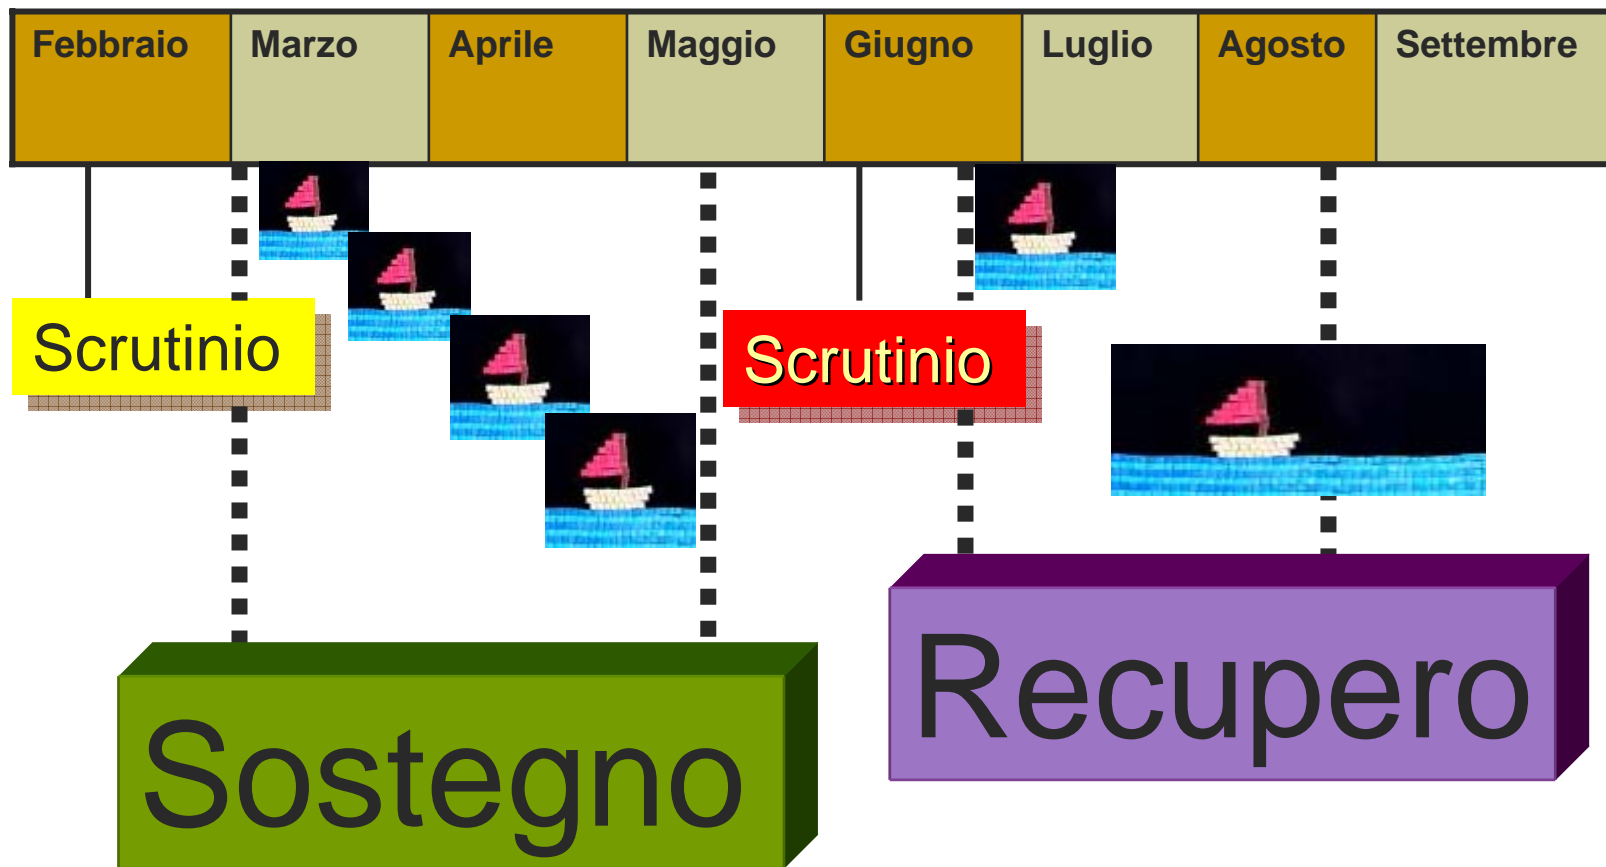 Febbraio Marzo Aprile Maggio Giugno Luglio Agosto Settembre
Scrutinio
Scrutinio
Recupero
Sostegno